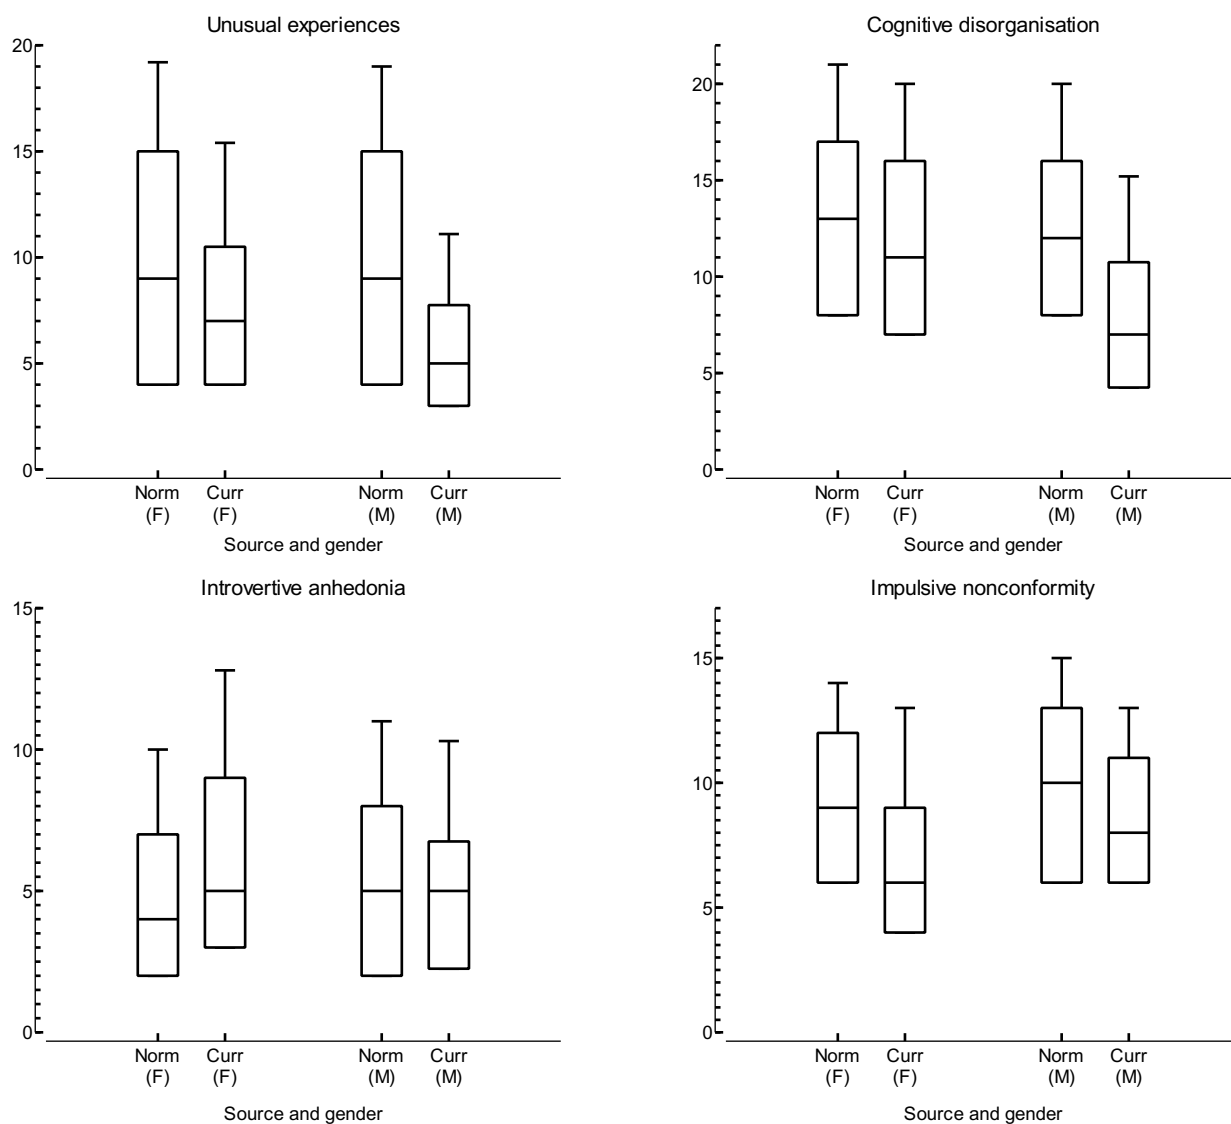 Unusual experiences
20
15
10
5
0
Norm (F)
Curr (F)
Norm (M)
Curr (M)
Source and gender
Cognitive disorganisation
20
15
10
5
0
Norm (F)
Curr (F)
Norm (M)
Curr (M)
Source and gender
Introvertive anhedonia
15
10
5
0
Norm (F)
Curr (F)
Norm (M)
Curr (M)
Source and gender
Impulsive nonconformity
15
10
5
0
Norm (F)
Curr (F)
Norm (M)
Curr (M)
Source and gender